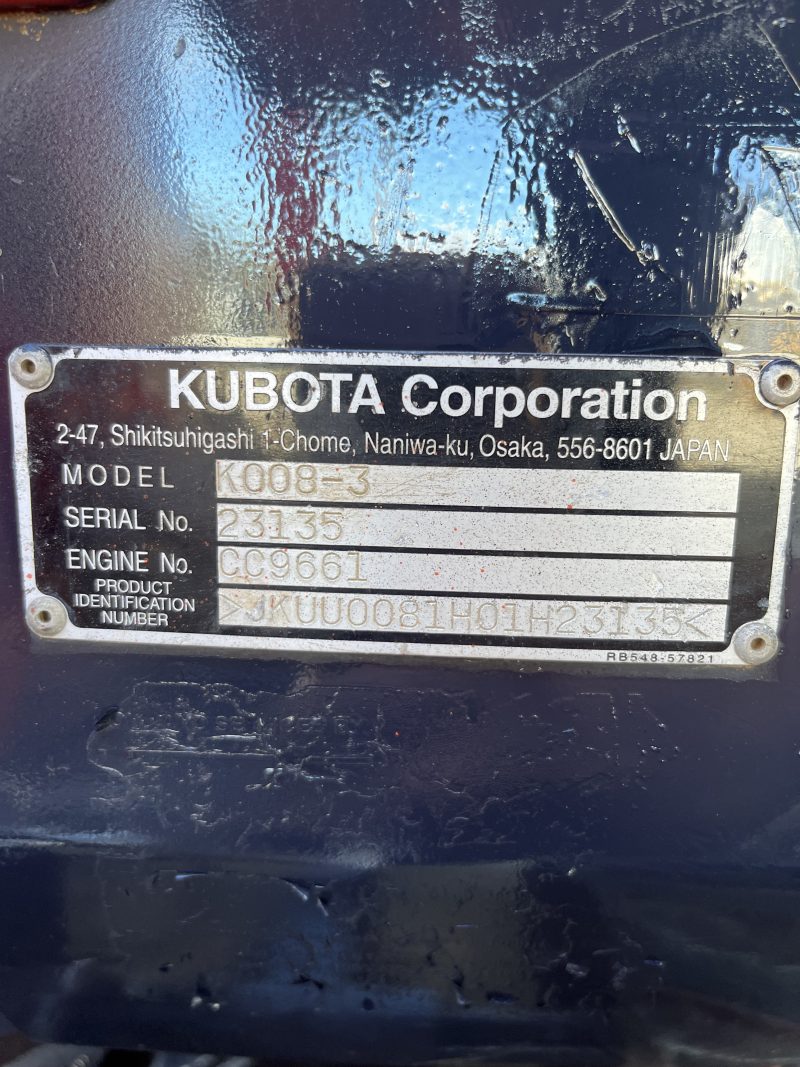 KUBOTA Corporation
2-47, Shikitsuhigashi 1-Chome, Naniwa-ku, Osaka, 556-8601 JAPAN
MODEL K008-3
SERIAL No. 23135
ENGINE No. CC9661
PRODUCT IDENTIFICATION NUMBER >JKUU0081H01H23135<
RB548-57821